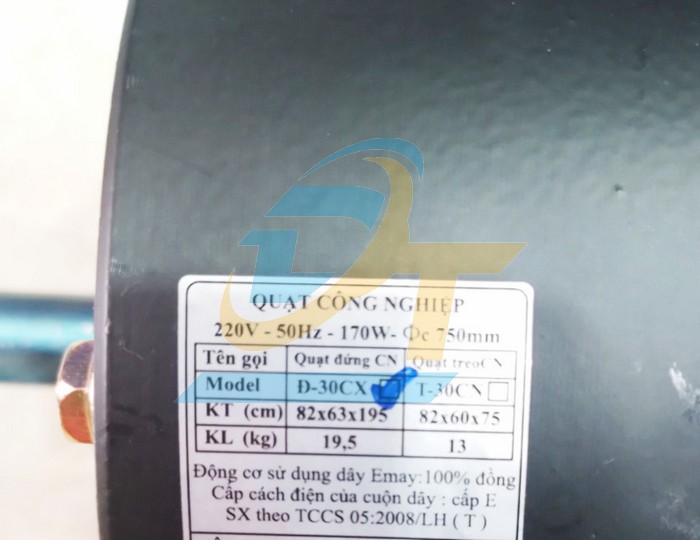 DT
QUẠT CÔNG NGHIỆP
220V - 50Hz - 170W- Φc 750mm
Tên gọi Quạt đứng CN Quạt treo CN
Model Đ-30CX T-30CN
KT (cm) 82x63x195 82x60x75
KL (kg) 19,5 13
Động cơ sử dụng dây Emay:100% đồng
Cấp cách điện của cuộn dây : cấp E
SX theo TCCS 05:2008/LH ( T )